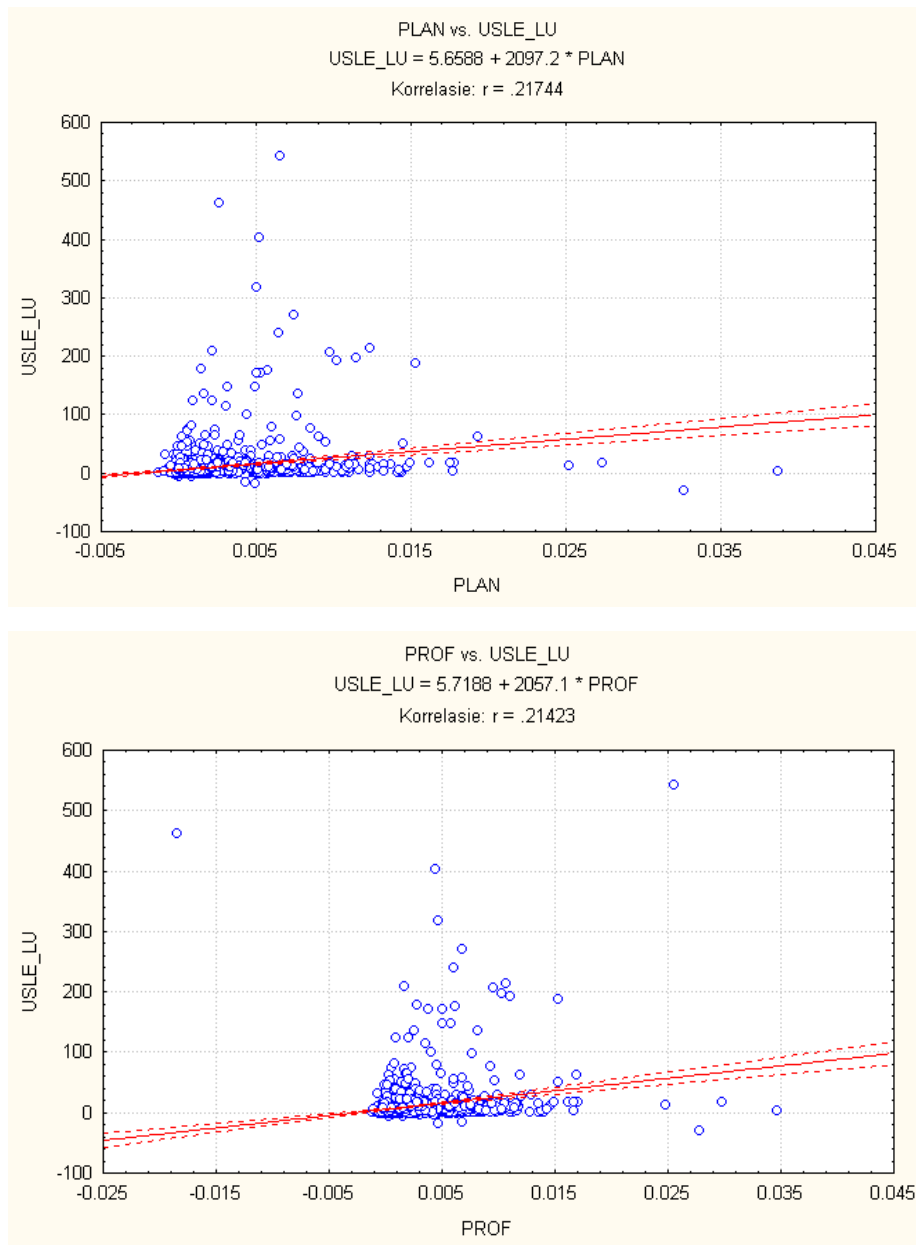 PLAN vs. USLE_LU
USLE_LU = 5.6588 + 2097.2 * PLAN
Korrelasie: r = .21744
600
500
400
300
200
100
0
-100
USLE_LU
-0.005 0.005 0.015 0.025 0.035 0.045
PLAN
PROF vs. USLE_LU
USLE_LU = 5.7188 + 2057.1 * PROF
Korrelasie: r = .21423
600
500
400
300
200
100
0
-100
USLE_LU
-0.025 -0.015 -0.005 0.005 0.015 0.025 0.035 0.045
PROF